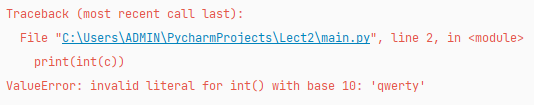 Traceback (most recent call last):
  File "C:\Users\ADMIN\PycharmProjects\Lect2\main.py", line 2, in <module>
    print(int(c))
ValueError: invalid literal for int() with base 10: 'qwerty'